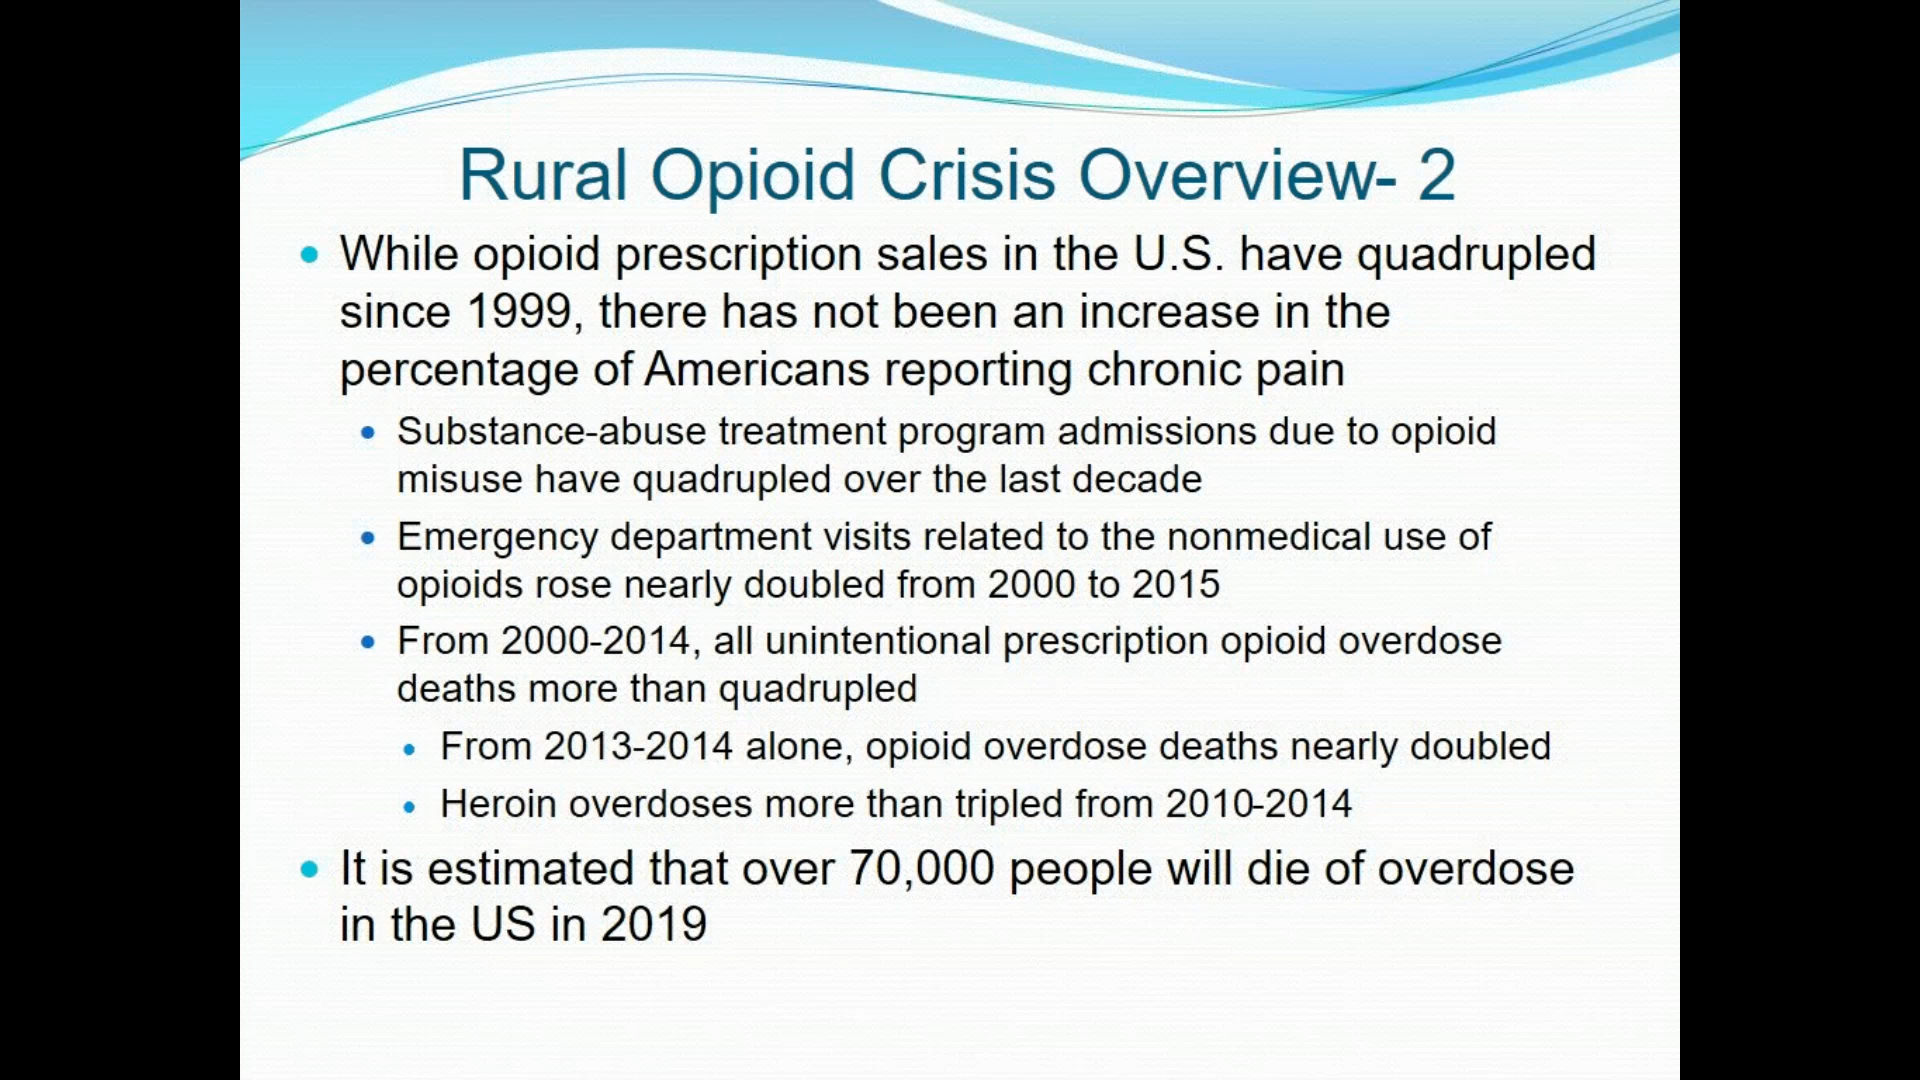 Rural Opioid Crisis Overview- 2
While opioid prescription sales in the U.S. have quadrupled
since 1999, there has not been an increase in the
percentage of Americans reporting chronic pain
Substance-abuse treatment program admissions due to opioid
misuse have quadrupled over the last decade
Emergency department visits related to the nonmedical use of
opioids rose nearly doubled from 2000 to 2015
From 2000-2014, all unintentional prescription opioid overdose
deaths more than quadrupled
From 2013-2014 alone, opioid overdose deaths nearly doubled
Heroin overdoses more than tripled from 2010-2014
It is estimated that over 70,000 people will die of overdose
in the US in 2019